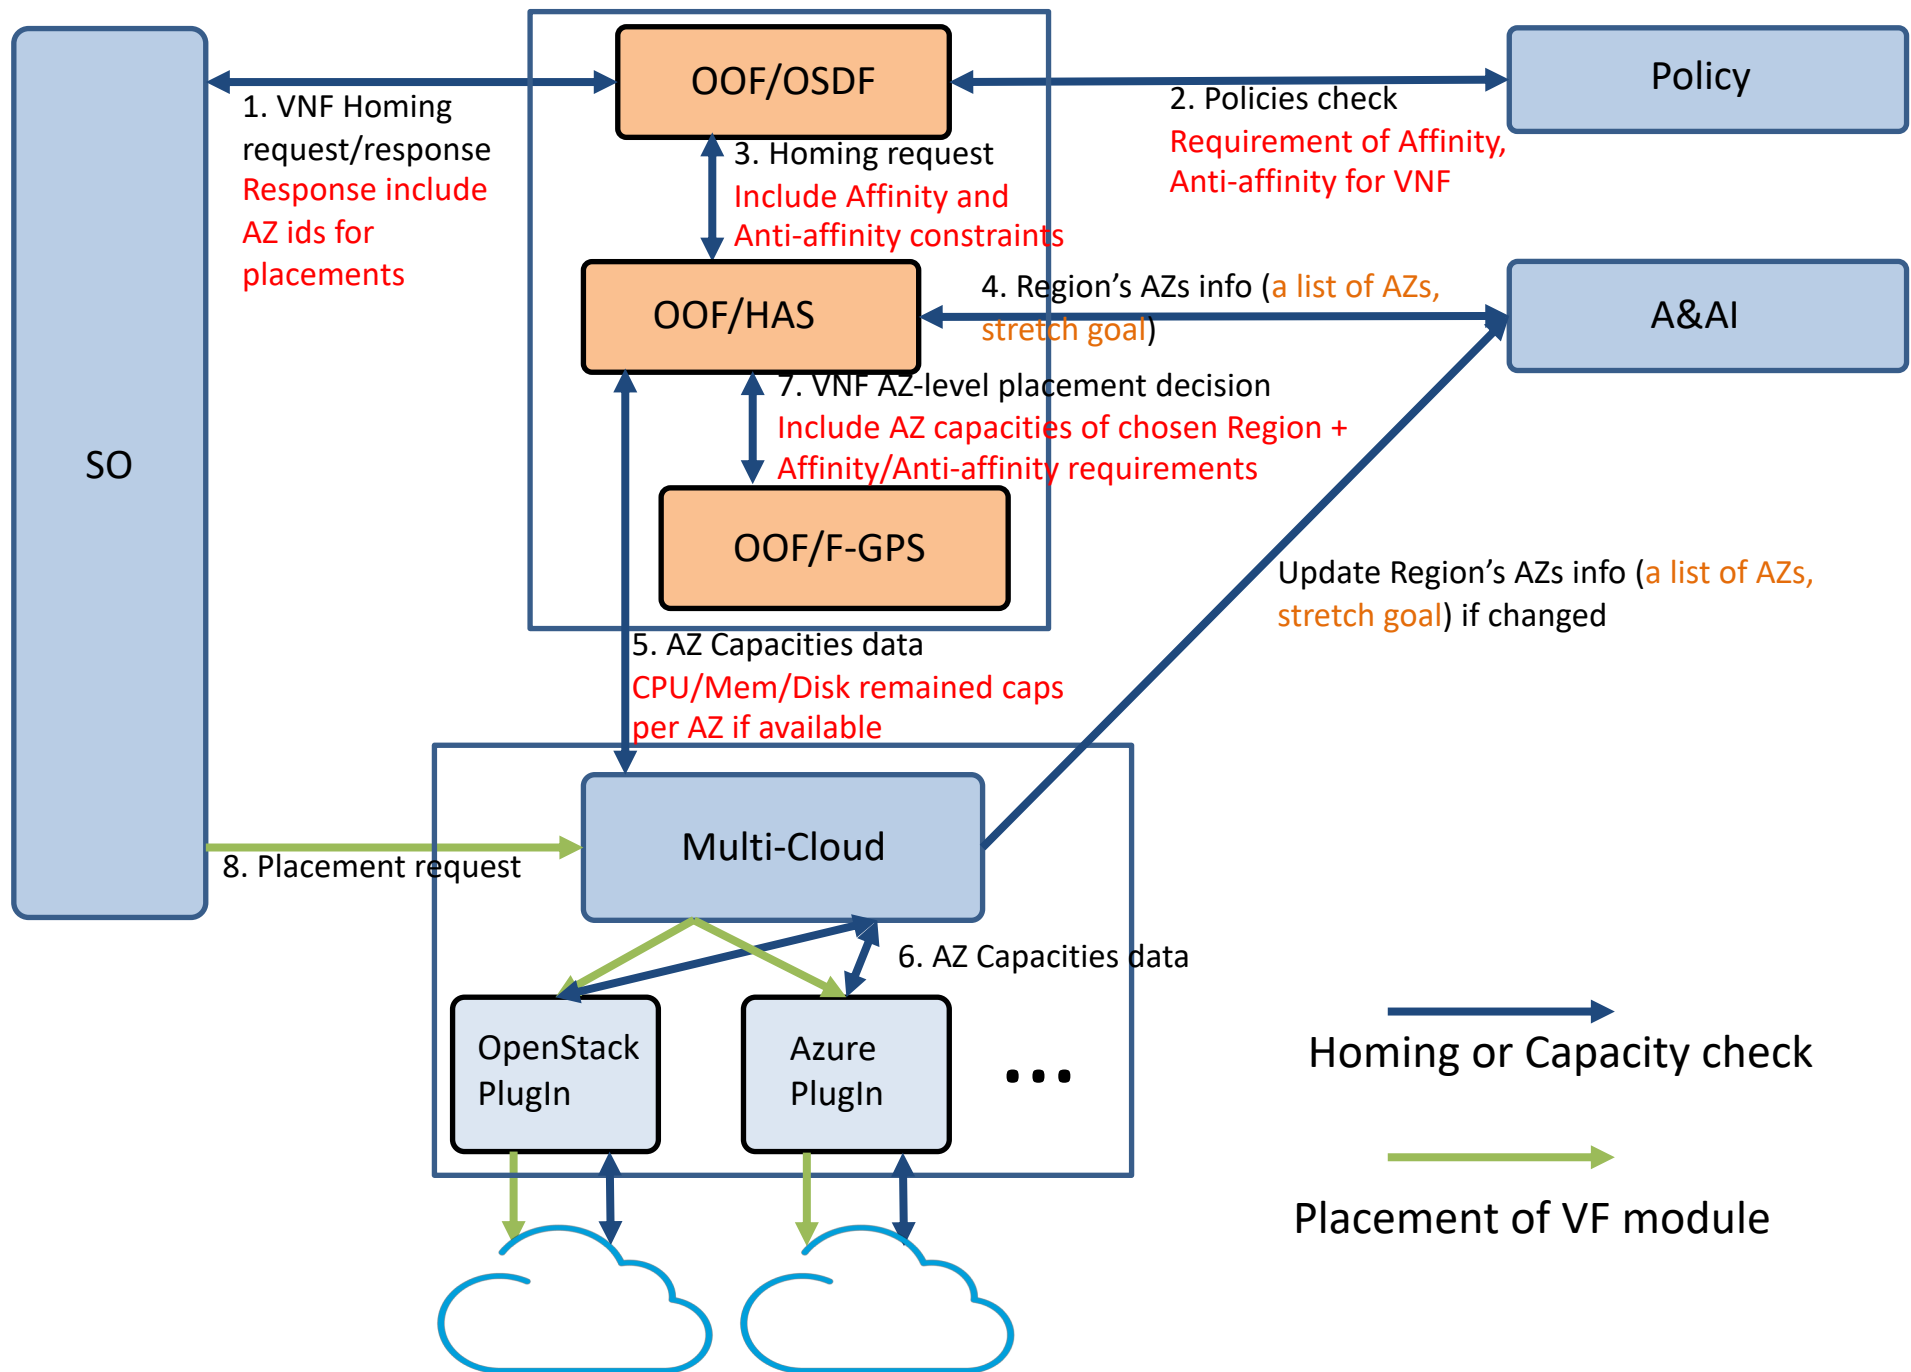 SO
1. VNF Homing
request/response
Response include
AZ ids for
placements
OOF/OSDF
2. Policies check
Requirement of Affinity,
Anti-affinity for VNF
Policy
3. Homing request
Include Affinity and
Anti-affinity constraints
OOF/HAS
4. Region’s AZs info (a list of AZs,
stretch goal)
A&AI
7. VNF AZ-level placement decision
Include AZ capacities of chosen Region +
Affinity/Anti-affinity requirements
OOF/F-GPS
Update Region’s AZs info (a list of AZs,
stretch goal) if changed
5. AZ Capacities data
CPU/Mem/Disk remained caps
per AZ if available
Multi-Cloud
8. Placement request
6. AZ Capacities data
OpenStack
PlugIn
Azure
PlugIn
...
Homing or Capacity check
Placement of VF module